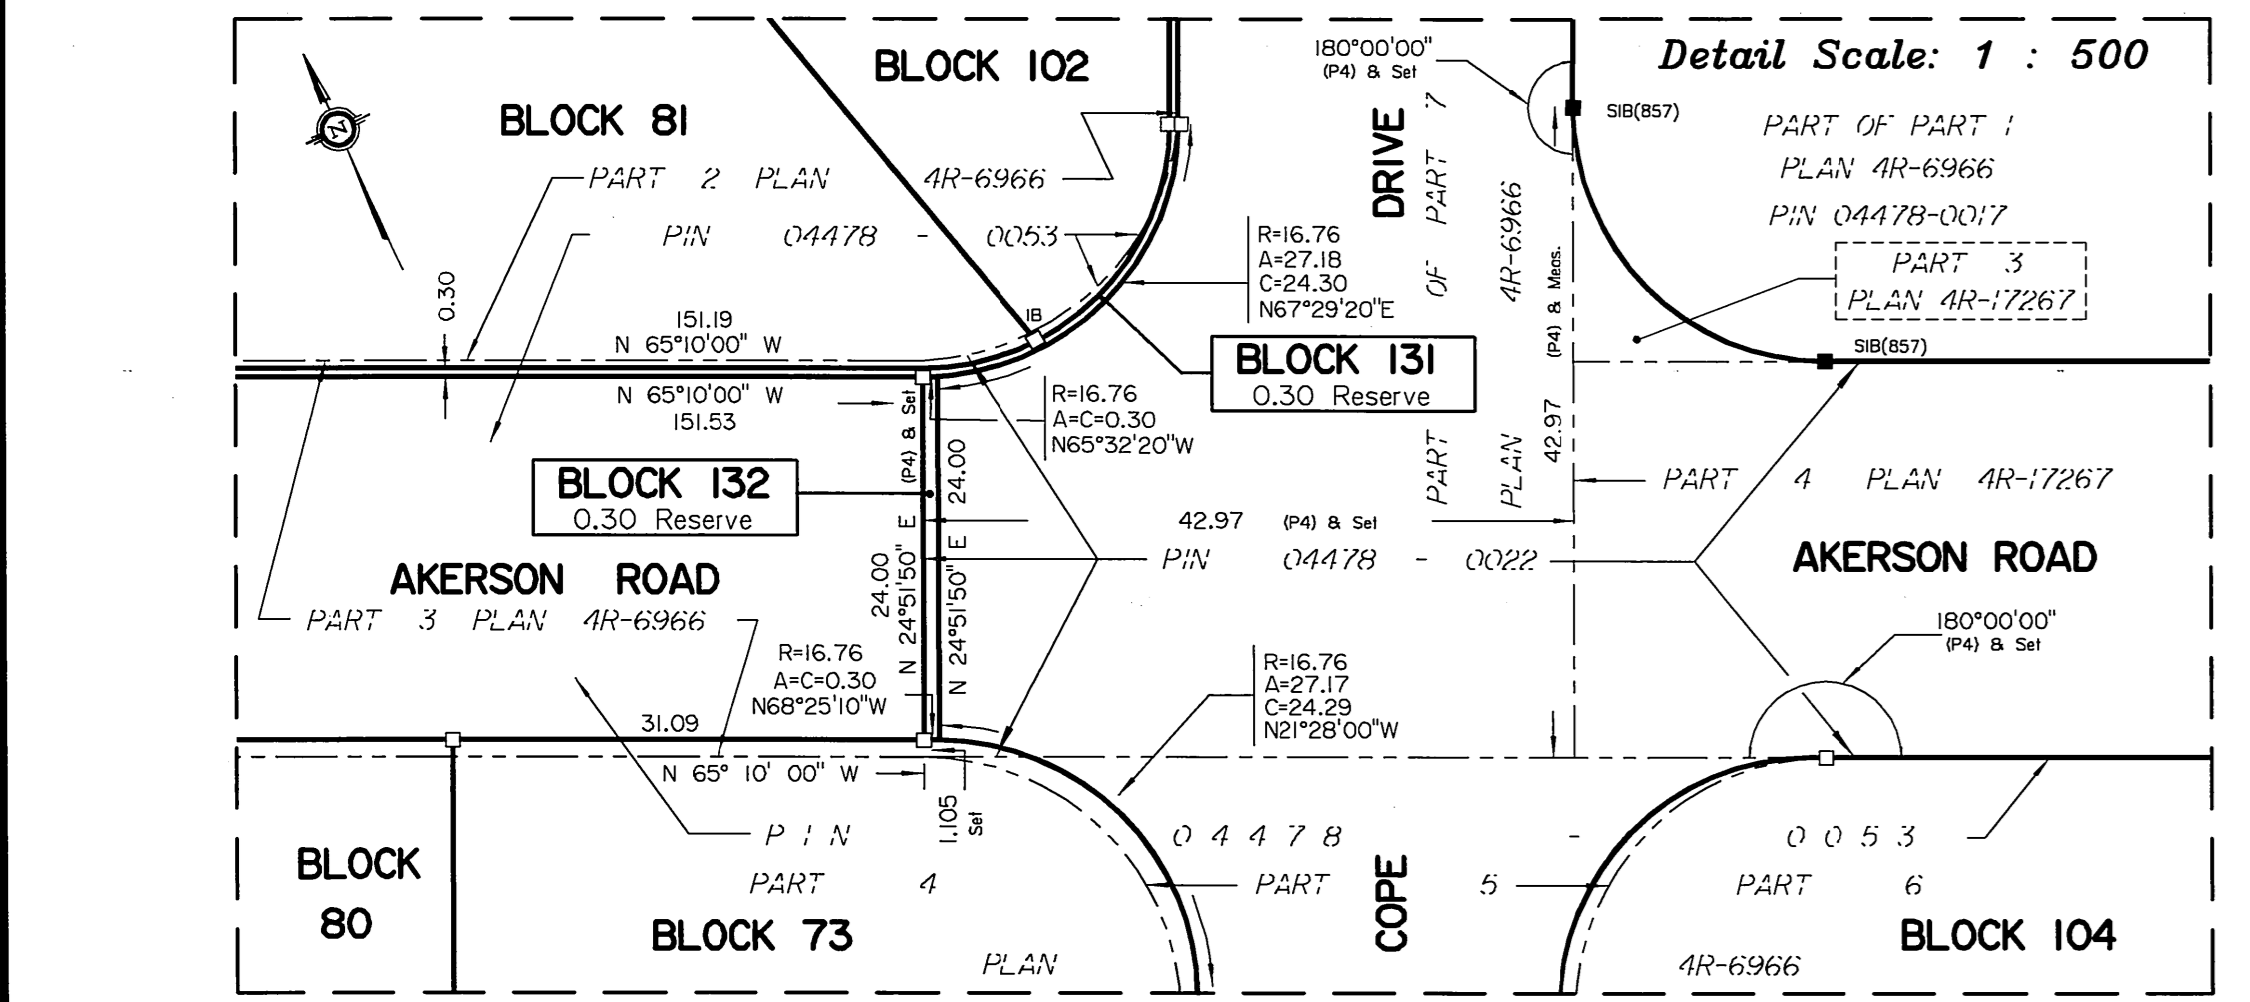 Detail Scale: 1 : 500
BLOCK 102
BLOCK 81
N
180°00'00"
(P4) & Set
SIB(857)
PART OF PART 1
PLAN 4R-6966
PIN 04478-0017
PART 3
PLAN 4R-17267
SIB(857)
PART 2 PLAN 4R-6966
PIN 04478 - 0053
DRIVE
PART OF PART 7
PLAN 4R-6966
(P4) & Meas.
42.97
R=16.76
A=27.18
C=24.30
N67°29'20"E
IB
0.30
151.19
N 65°10'00" W
N 65°10'00" W
151.53
BLOCK 131
0.30 Reserve
R=16.76
A=C=0.30
N65°32'20"W
BLOCK 132
0.30 Reserve
24.00
N 24°51'50" E (P4) & Set
N 24°51'50" E 24.00
42.97 (P4) & Set
PART 4 PLAN 4R-17267
PIN 04478 - 0022
AKERSON ROAD
AKERSON ROAD
PART 3 PLAN 4R-6966
180°00'00"
(P4) & Set
R=16.76
A=C=0.30
N68°25'10"W
R=16.76
A=27.17
C=24.29
N21°28'00"W
31.09
N 65° 10' 00" W
1.105
Set
PIN 04478 - 0053
PART 4
PART 5
PART 6
COPE
BLOCK
80
BLOCK 73
BLOCK 104
PLAN 4R-6966